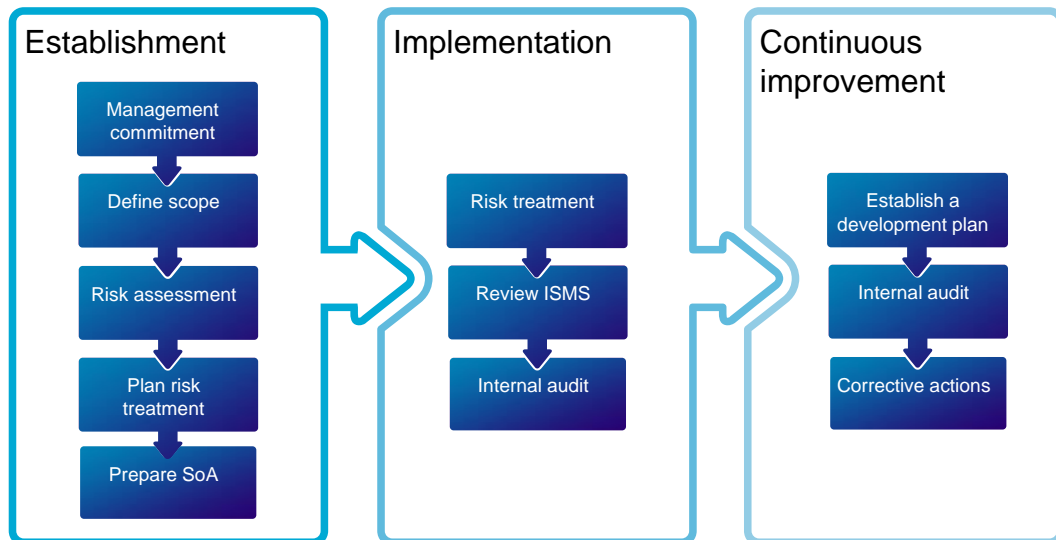 Establishment
Management
commitment
Define scope
Risk assessment
Plan risk
treatment
Prepare SoA
Implementation
Risk treatment
Review ISMS
Internal audit
Continuous
improvement
Establish a
development plan
Internal audit
Corrective actions